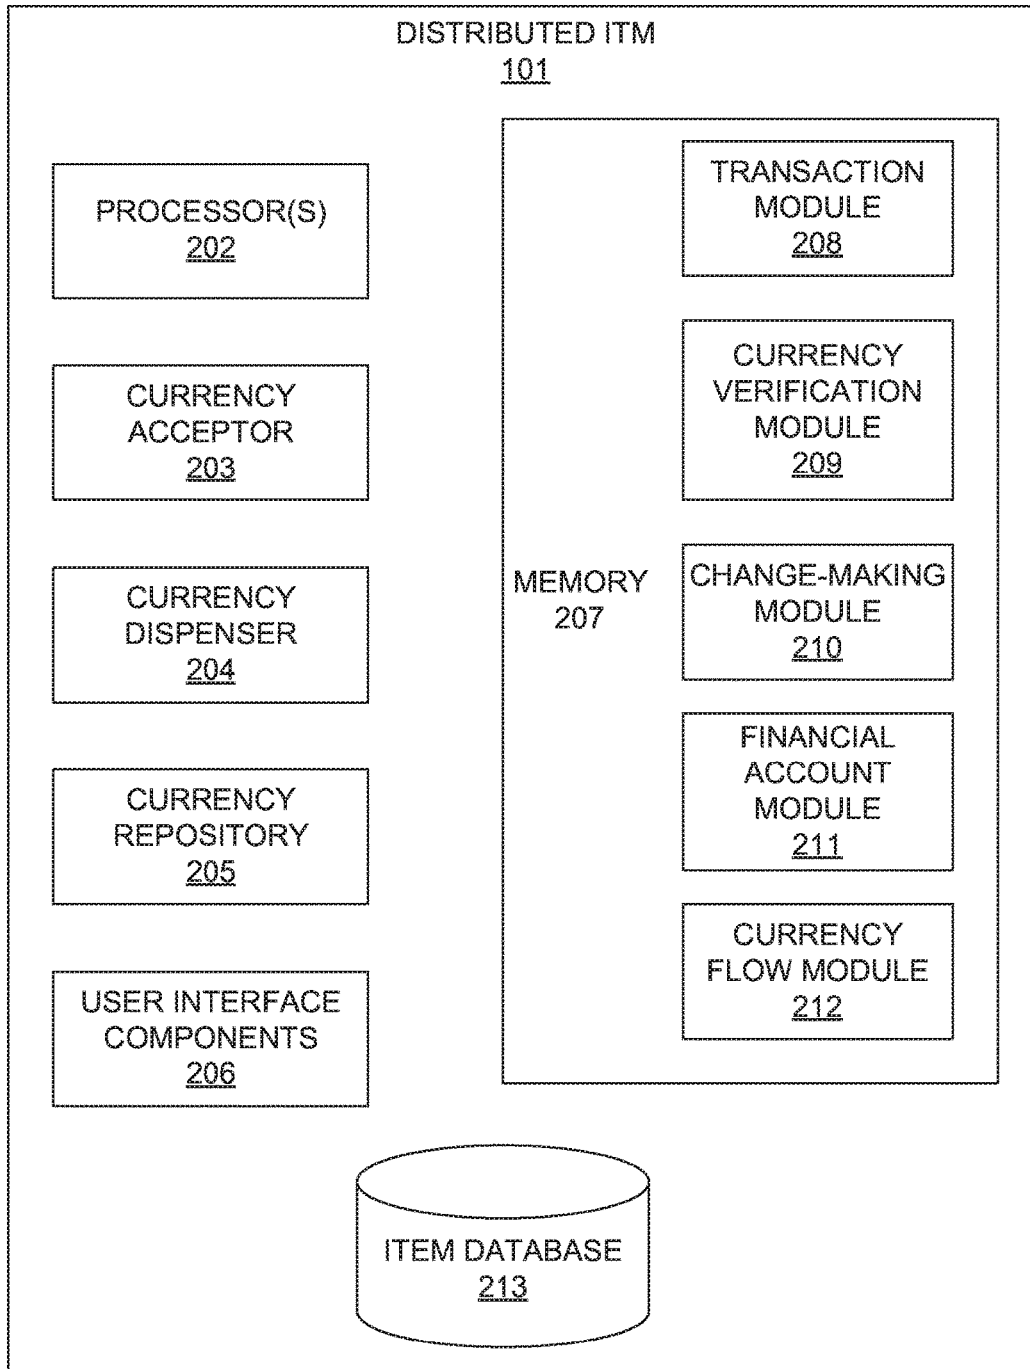 DISTRIBUTED ITM
101
PROCESSOR(S)
202
CURRENCY
ACCEPTOR
203
CURRENCY
DISPENSER
204
CURRENCY
REPOSITORY
205
USER INTERFACE
COMPONENTS
206
MEMORY
207
TRANSACTION
MODULE
208
CURRENCY
VERIFICATION
MODULE
209
CHANGE-MAKING
MODULE
210
FINANCIAL
ACCOUNT
MODULE
211
CURRENCY
FLOW MODULE
212
ITEM DATABASE
213